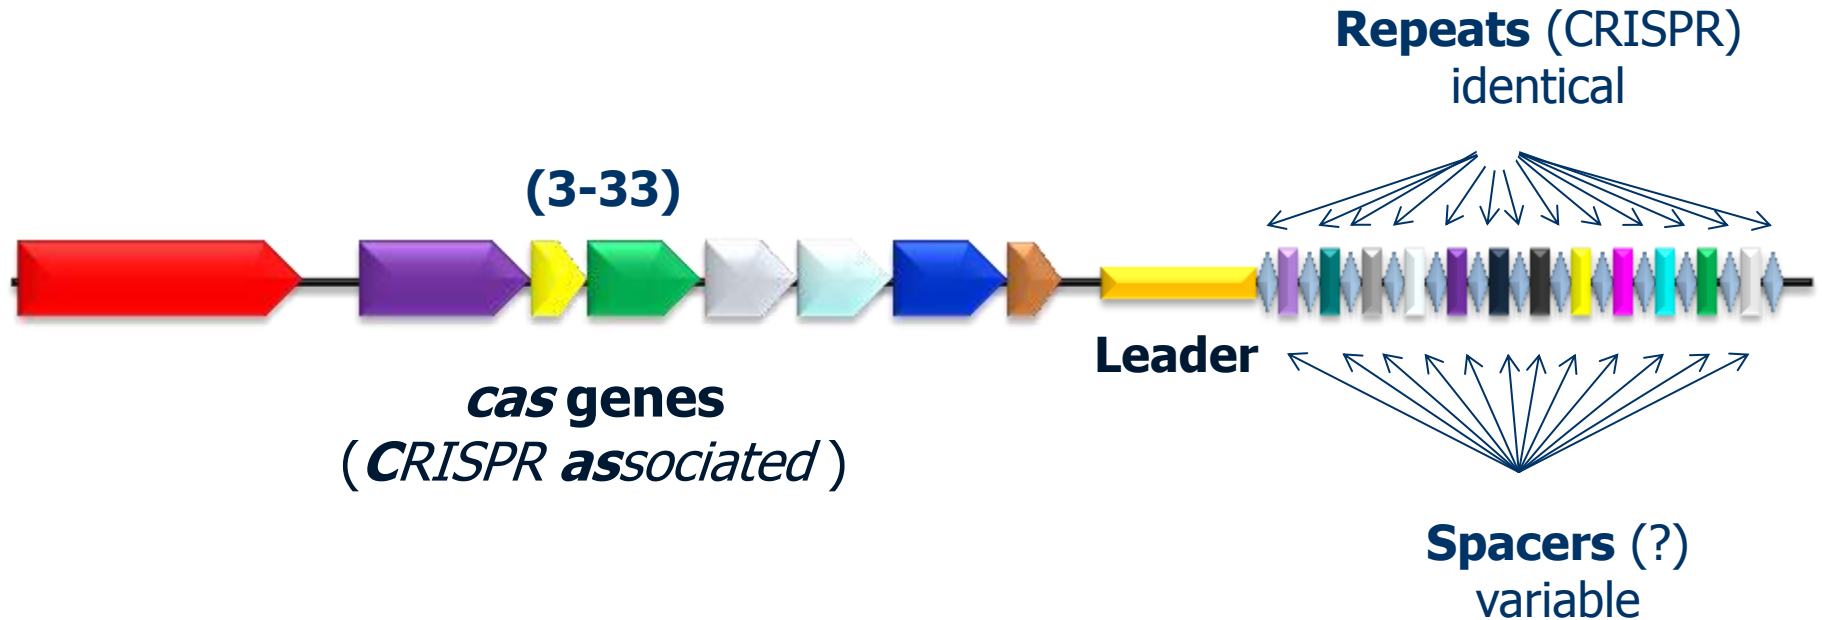 Repeats (CRISPR)
identical
(3-33)
Leader
cas genes
(CRISPR associated)
Spacers (?)
variable